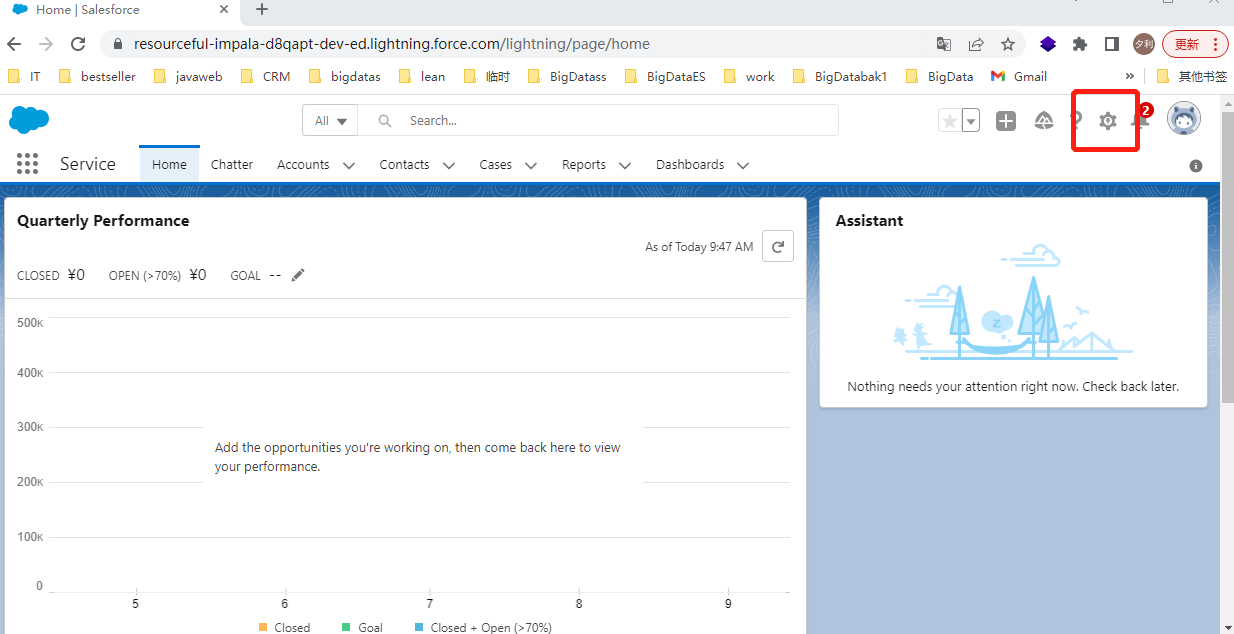 Home | Salesforce
resourceful-impala-d8qapt-dev-ed.lightning.force.com/lightning/page/home
夕利
更新
IT bestseller javaweb CRM bigdatas lean 临时 BigDatass BigDataES work BigDatabak1 BigData Gmail » 其他书签
All Search...
2
Service Home Chatter Accounts Contacts Cases Reports Dashboards
Quarterly Performance
As of Today 9:47 AM
CLOSED ¥0 OPEN (>70%) ¥0 GOAL --
500K
400K
300K
200K
100K
0
Add the opportunities you're working on, then come back here to view
your performance.
5 6 7 8 9
Closed Goal Closed + Open (>70%)
Assistant
z
Nothing needs your attention right now. Check back later.